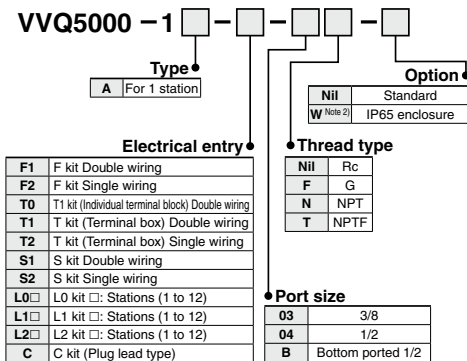 VVQ5000 – 1□ – □ – □□ – □
Type
A For 1 station
Option
Nil Standard
W Note 2) IP65 enclosure
Electrical entry
F1 F kit Double wiring
F2 F kit Single wiring
T0 T1 kit (Individual terminal block) Double wiring
T1 T kit (Terminal box) Double wiring
T2 T kit (Terminal box) Single wiring
S1 S kit Double wiring
S2 S kit Single wiring
L0□ L0 kit □: Stations (1 to 12)
L1□ L1 kit □: Stations (1 to 12)
L2□ L2 kit □: Stations (1 to 12)
C C kit (Plug lead type)
Thread type
Nil Rc
F G
N NPT
T NPTF
Port size
03 3/8
04 1/2
B Bottom ported 1/2